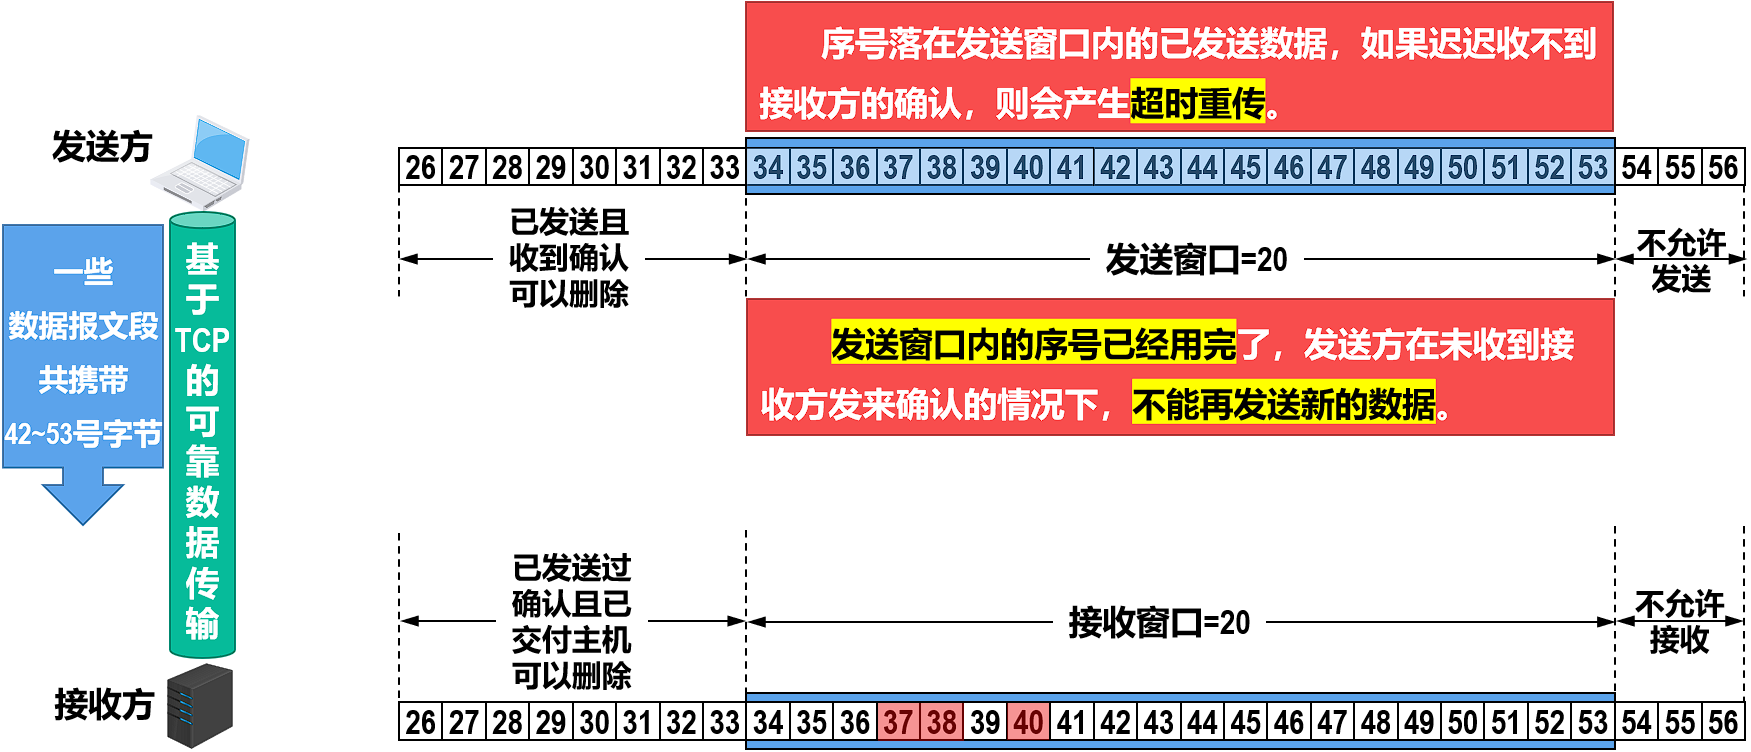 序号落在发送窗口内的已发送数据，如果迟迟收不到
接收方的确认，则会产生超时重传。
发送方
26 27 28 29 30 31 32 33 34 35 36 37 38 39 40 41 42 43 44 45 46 47 48 49 50 51 52 53 54 55 56
已发送且
收到确认
可以删除
发送窗口=20
不允许
发送
一些
数据报文段
共携带
42~53号字节
基于TCP的可靠数据传输
发送窗口内的序号已经用完了，发送方在未收到接
收方发来确认的情况下，不能再发送新的数据。
已发送过
确认且已
交付主机
可以删除
接收窗口=20
不允许
接收
接收方
26 27 28 29 30 31 32 33 34 35 36 37 38 39 40 41 42 43 44 45 46 47 48 49 50 51 52 53 54 55 56